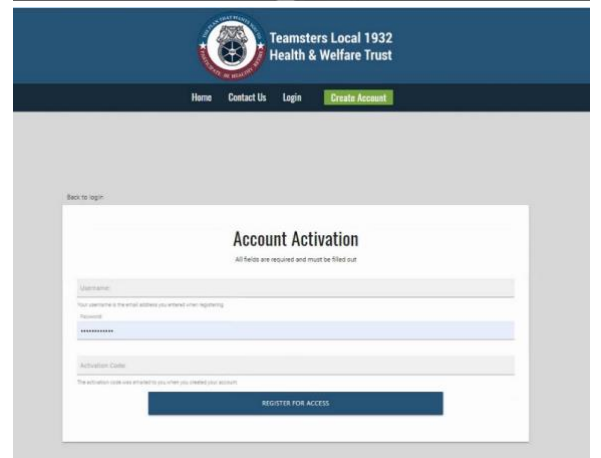 Teamsters Local 1932
Health & Welfare Trust
Home Contact Us Login Create Account
Back to login
Account Activation
All fields are required and must be filled out
Username
Your username is the email address you entered when registering
Password
••••••••••••
Activation Code
The activation code was emailed to you when you created your account
REGISTER FOR ACCESS